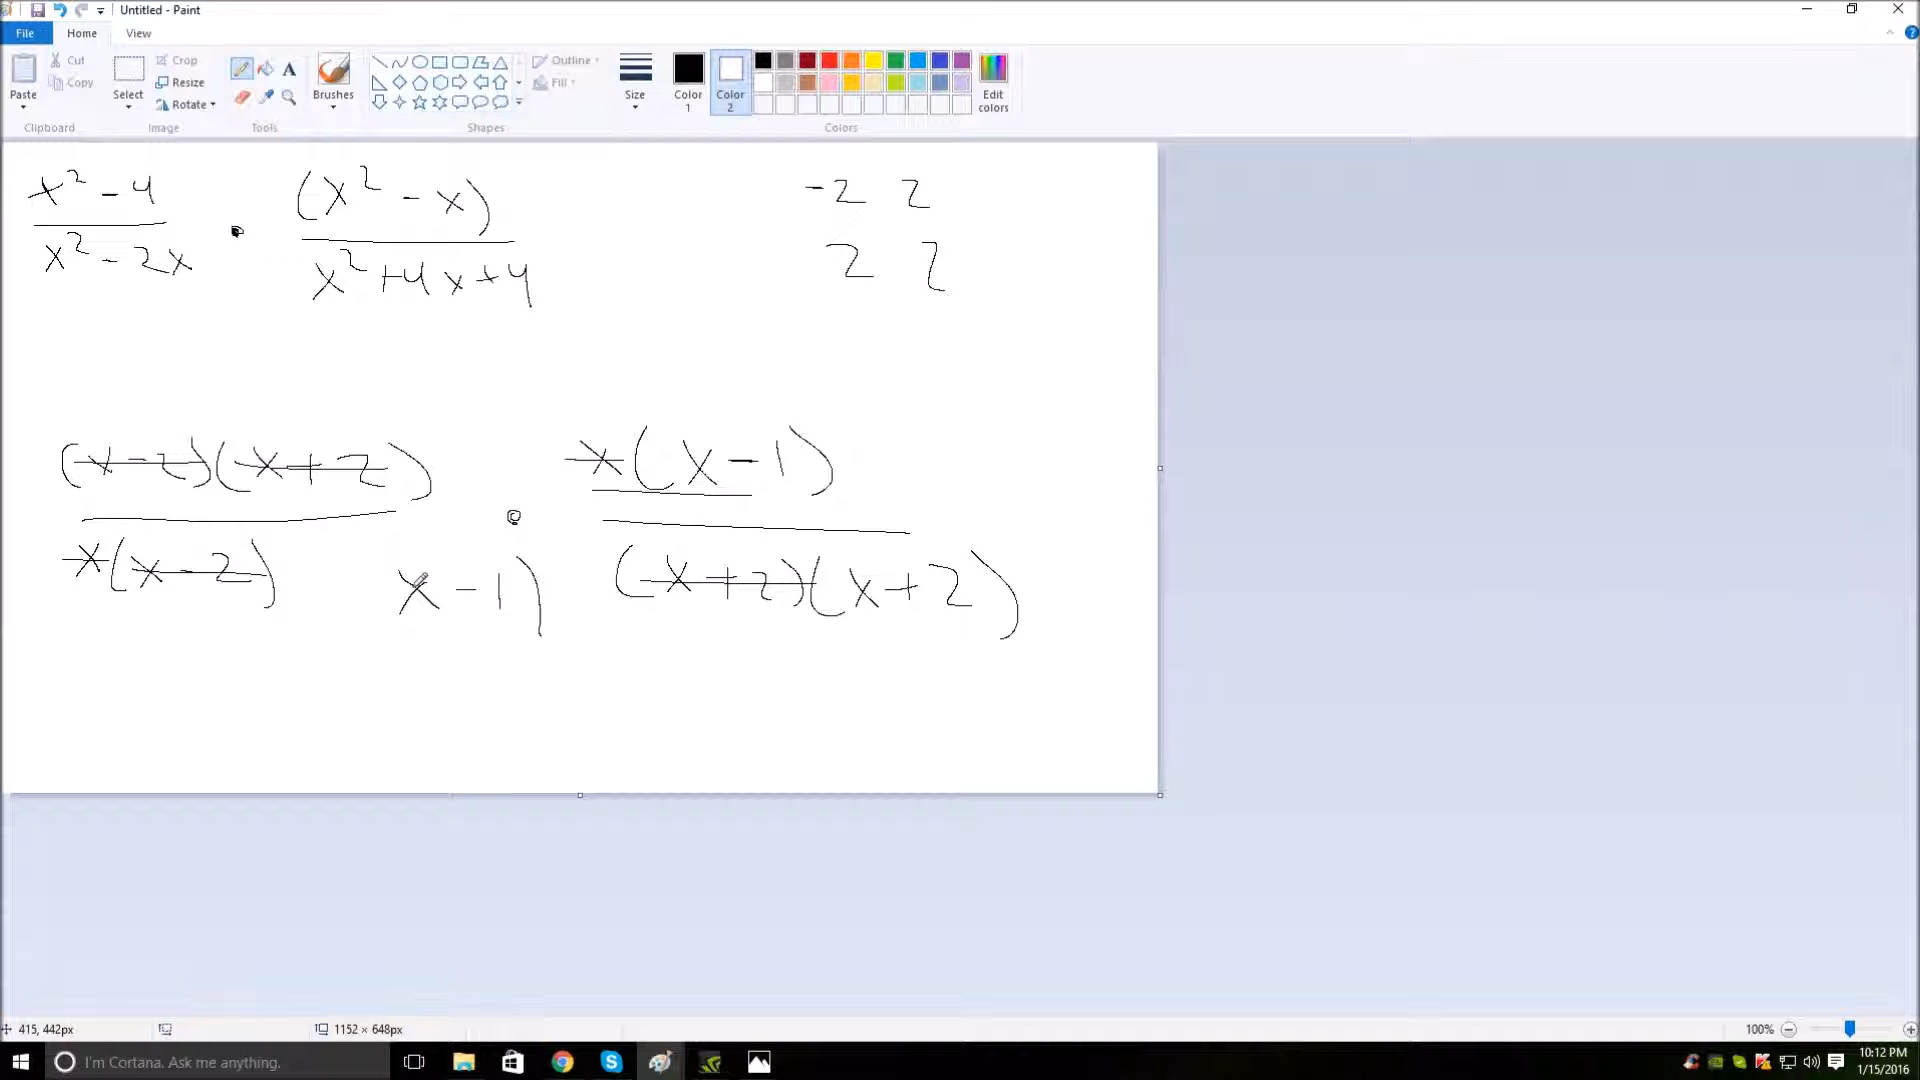 Untitled - Paint
File Home View
Paste Cut Copy Clipboard
Select Crop Resize Rotate Image
A Tools
Brushes
Outline Fill Shapes
Size
Color 1 Color 2 Edit colors Colors
x² - 4 (x² - x) -2 2
x² - 2x x² + 4x + 4 2 2
(x - 2)(x + 2) x(x - 1)
x(x - 2) x - 1) (x + 2)(x + 2)
415, 442px 1152 × 648px 100%
I'm Cortana. Ask me anything. 10:12 PM
1/15/2016